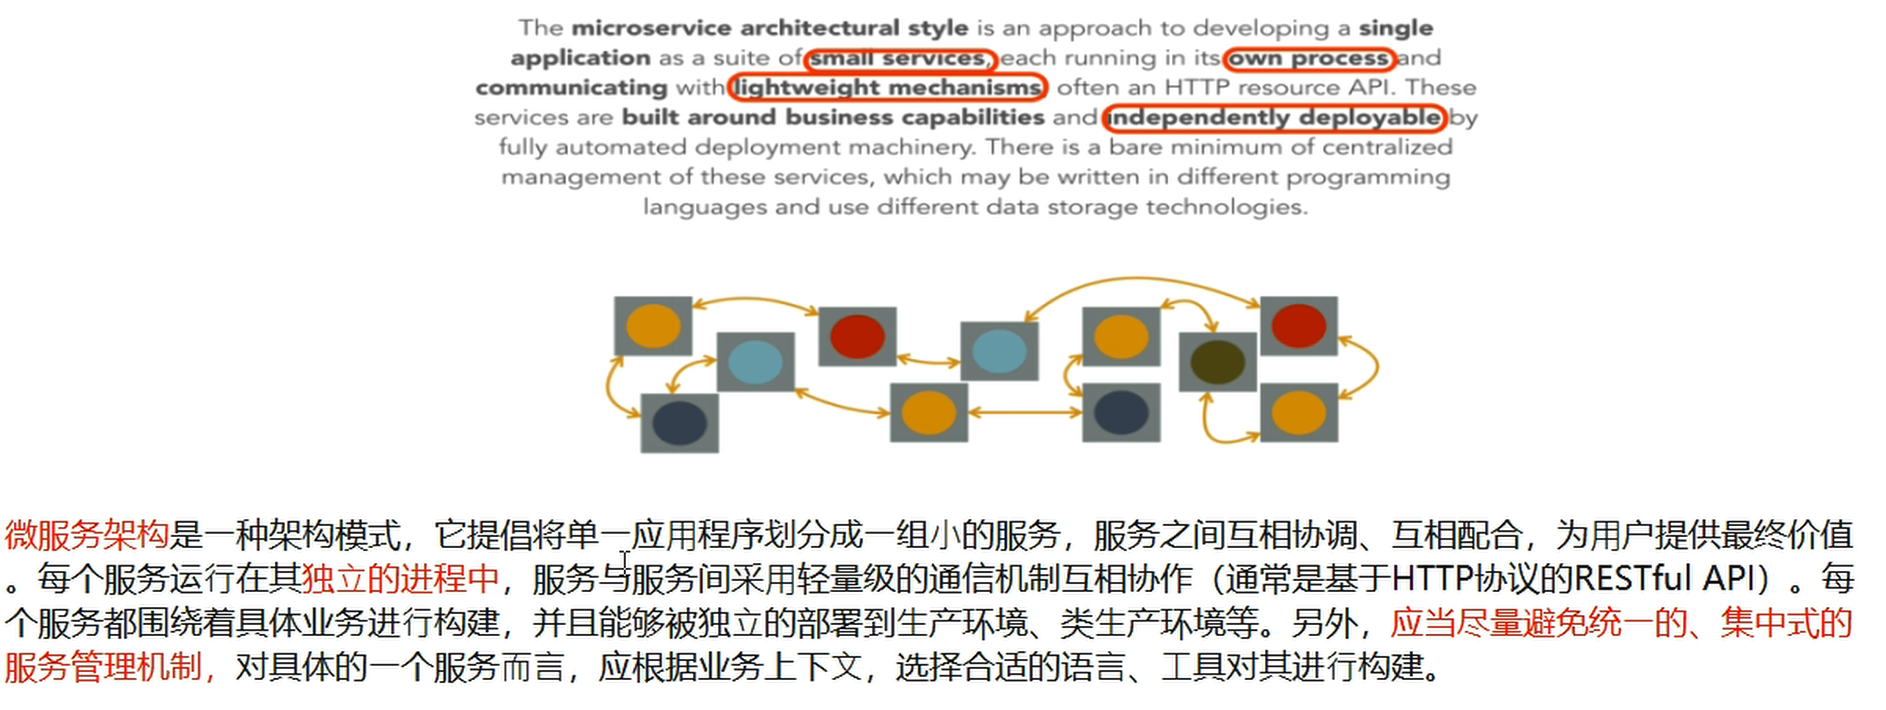 The microservice architectural style is an approach to developing a single
application as a suite of small services, each running in its own process and
communicating with lightweight mechanisms, often an HTTP resource API. These
services are built around business capabilities and independently deployable by
fully automated deployment machinery. There is a bare minimum of centralized
management of these services, which may be written in different programming
languages and use different data storage technologies.
微服务架构是一种架构模式，它提倡将单一应用程序划分成一组小的服务，服务之间互相协调、互相配合，为用户提供最终价值
。每个服务运行在其独立的进程中，服务与服务间采用轻量级的通信机制互相协作（通常是基于HTTP协议的RESTful API）。每
个服务都围绕着具体业务进行构建，并且能够被独立的部署到生产环境、类生产环境等。另外，应当尽量避免统一的、集中式的
服务管理机制，对具体的一个服务而言，应根据业务上下文，选择合适的语言、工具对其进行构建。